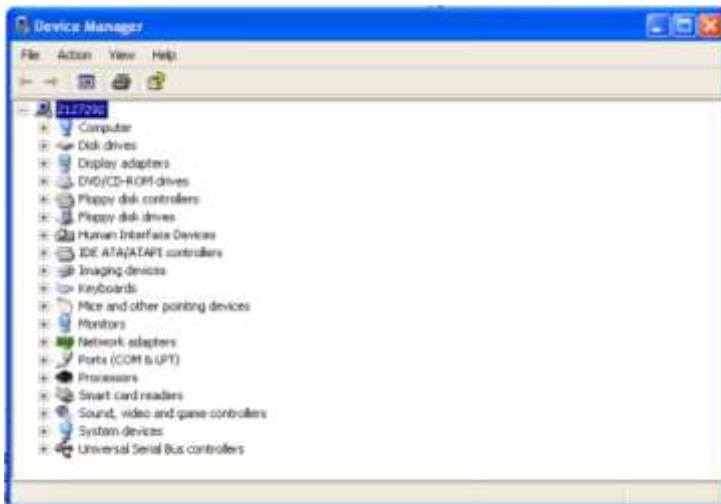 Device Manager
File Action View Help
Computer
Disk drives
Display adapters
DVD/CD-ROM drives
Floppy disk controllers
Floppy disk drives
Human Interface Devices
IDE ATA/ATAPI controllers
Imaging devices
Keyboards
Mice and other pointing devices
Monitors
Network adapters
Ports (COM & LPT)
Processors
Smart card readers
Sound, video and game controllers
System devices
Universal Serial Bus controllers